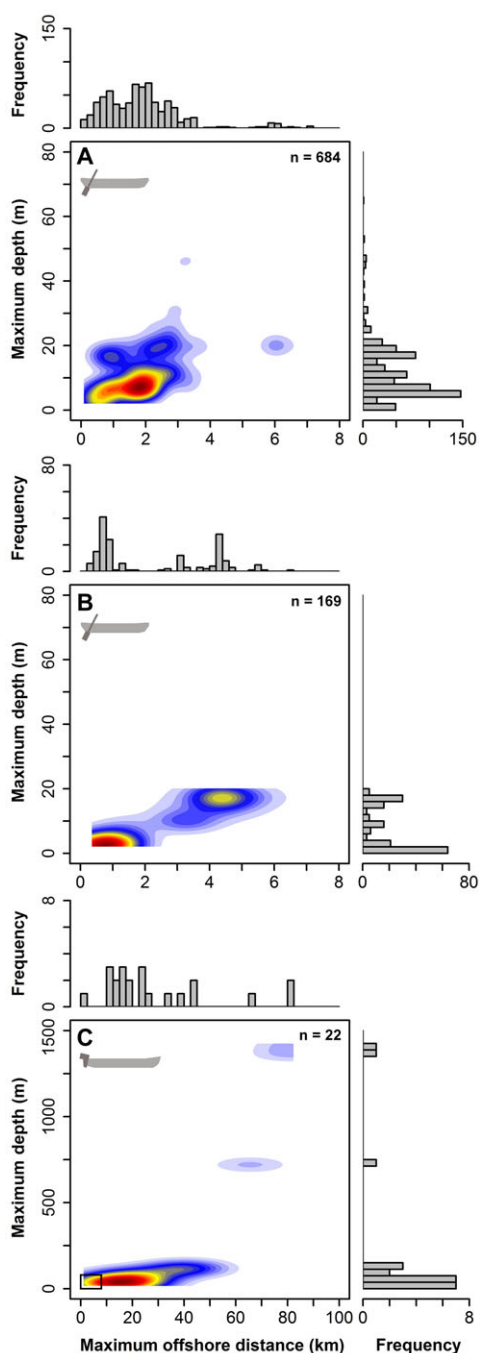 Frequency
150
0
A
n = 684
Maximum depth (m)
80
60
40
20
0
0 2 4 6 8
0 150
Frequency
80
0
B
n = 169
Maximum depth (m)
80
60
40
20
0
0 2 4 6 8
0 80
Frequency
8
0
C
n = 22
Maximum depth (m)
1500
1000
500
0
0 20 40 60 80 100
0 8
Maximum offshore distance (km) Frequency